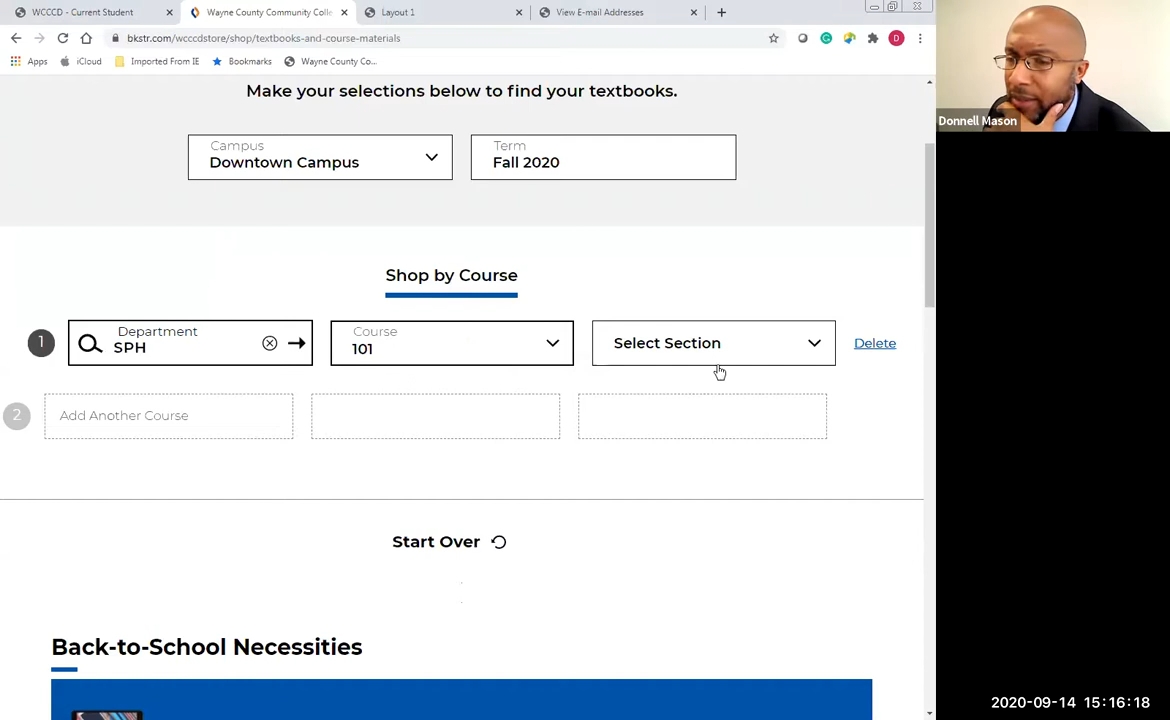 WCCCD - Current Student
Wayne County Community Colle
Layout 1
View E-mail Addresses
bkstr.com/wcccdstore/shop/textbooks-and-course-materials
D
Apps
iCloud
Imported From IE
Bookmarks
Wayne County Co...
Make your selections below to find your textbooks.
Campus
Downtown Campus
Term
Fall 2020
Shop by Course
1
Department
SPH
Course
101
Select Section
Delete
2
Add Another Course
Start Over
Back-to-School Necessities
Donnell Mason
2020-09-14 15:16:18